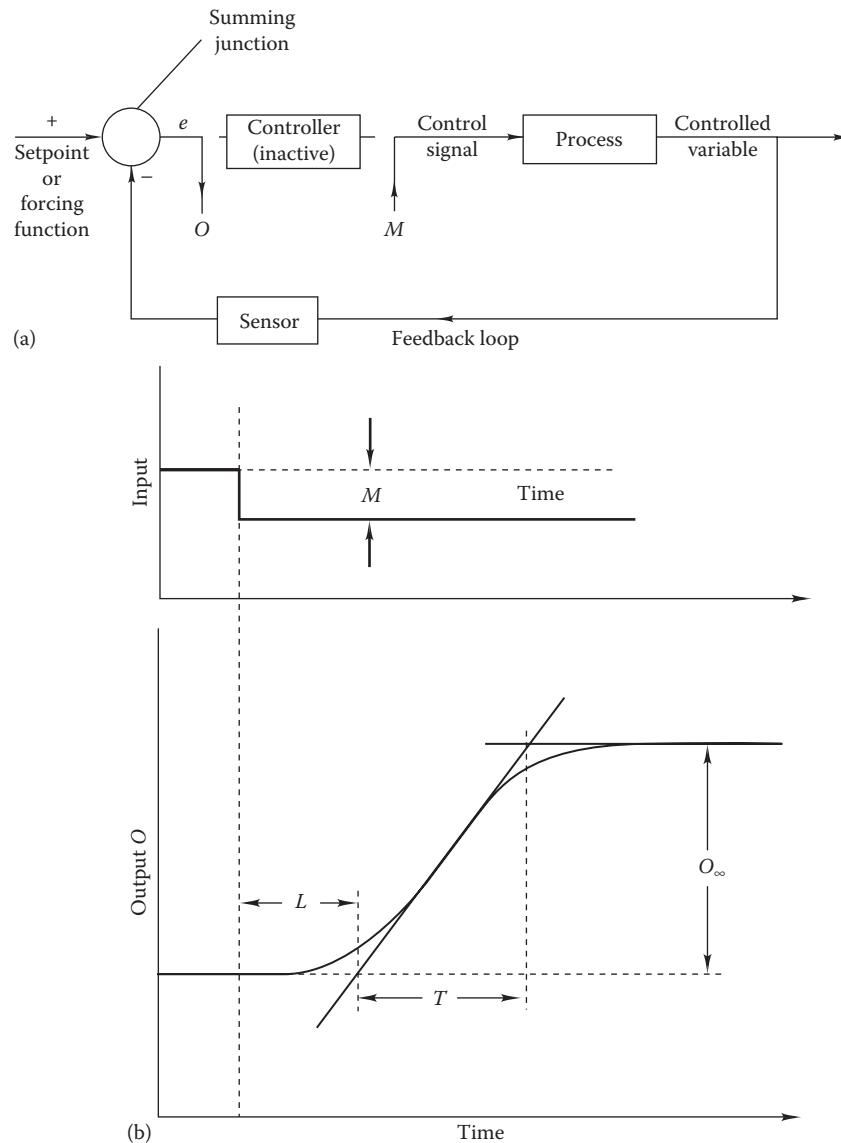 Summing
junction
+
e
Controller
(inactive)
Control
signal
Process
Controlled
variable
Setpoint
or
forcing
function
−
O
M
Sensor
Feedback loop
(a)
Input
M
Time
Output O
L
T
O∞
(b)
Time